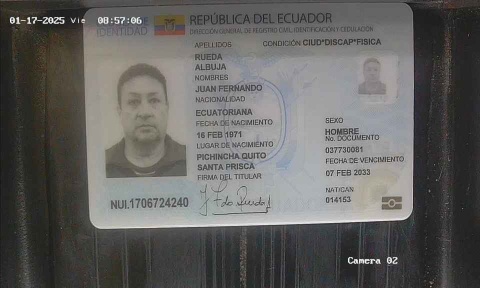 01-17-2025 Vie 08:57:06
IDENTIDAD
REPÚBLICA DEL ECUADOR
DIRECCIÓN GENERAL DE REGISTRO CIVIL, IDENTIFICACIÓN Y CEDULACIÓN
APELLIDOS
CONDICIÓN CIUD*DISCAP*FISICA
RUEDA
ALBUJA
NOMBRES
JUAN FERNANDO
NACIONALIDAD
ECUATORIANA
FECHA DE NACIMIENTO
16 FEB 1971
LUGAR DE NACIMIENTO
PICHINCHA QUITO
SANTA PRISCA
FIRMA DEL TITULAR
SEXO
HOMBRE
No. DOCUMENTO
037730081
FECHA DE VENCIMIENTO
07 FEB 2033
NAT/CAN
014153
NUI.1706724240
Camera 02